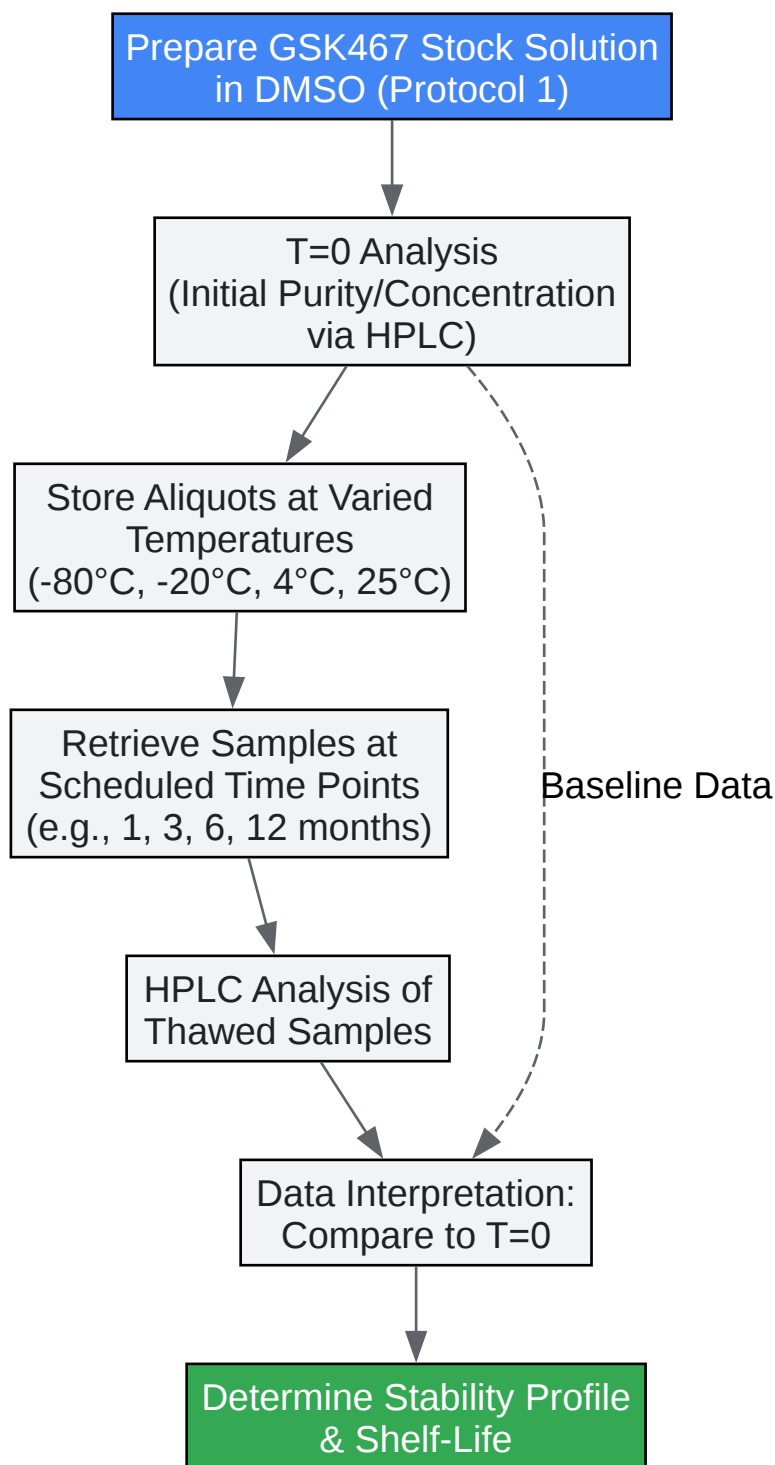 Prepare GSK467 Stock Solution
in DMSO (Protocol 1)
T=0 Analysis
(Initial Purity/Concentration
via HPLC)
Store Aliquots at Varied
Temperatures
(-80°C, -20°C, 4°C, 25°C)
Retrieve Samples at
Scheduled Time Points
(e.g., 1, 3, 6, 12 months)
Baseline Data
HPLC Analysis of
Thawed Samples
Data Interpretation:
Compare to T=0
Determine Stability Profile
& Shelf-Life